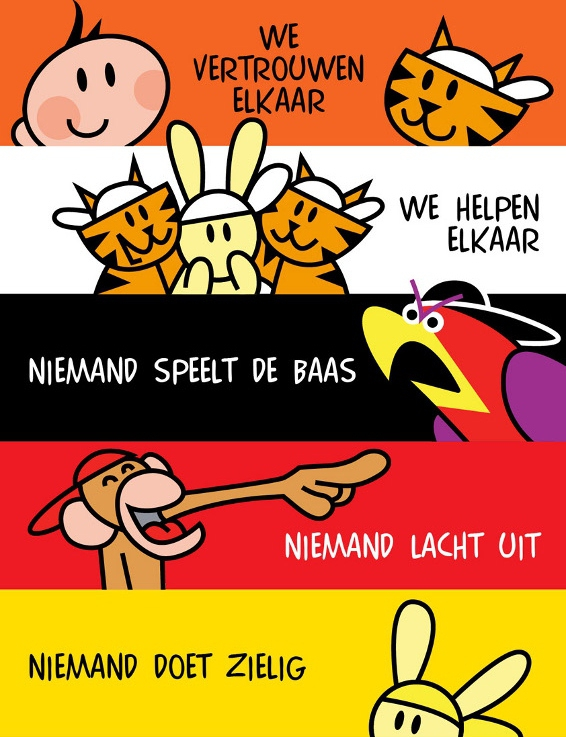 WE
VERTROUWEN
ELKAAR
WE HELPEN
ELKAAR
NIEMAND SPEELT DE BAAS
NIEMAND LACHT UIT
NIEMAND DOET ZIELIG